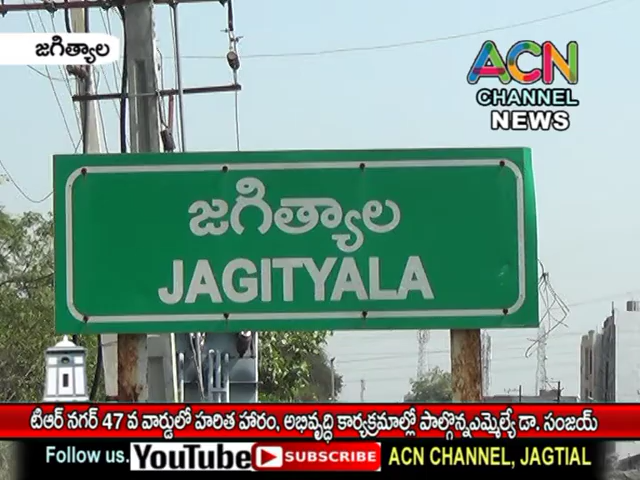 జగిత్యాల
ACN
CHANNEL
NEWS
జగిత్యాల
JAGITYALA
టిఆర్ నగర్ 47 వ వార్డులో హరిత హారం, అభివృద్ధి కార్యక్రమాల్లో పాల్గొన్నఎమ్మెల్యే డా. సంజయ్
Follow us. YouTube SUBSCRIBE ACN CHANNEL, JAGTIAL